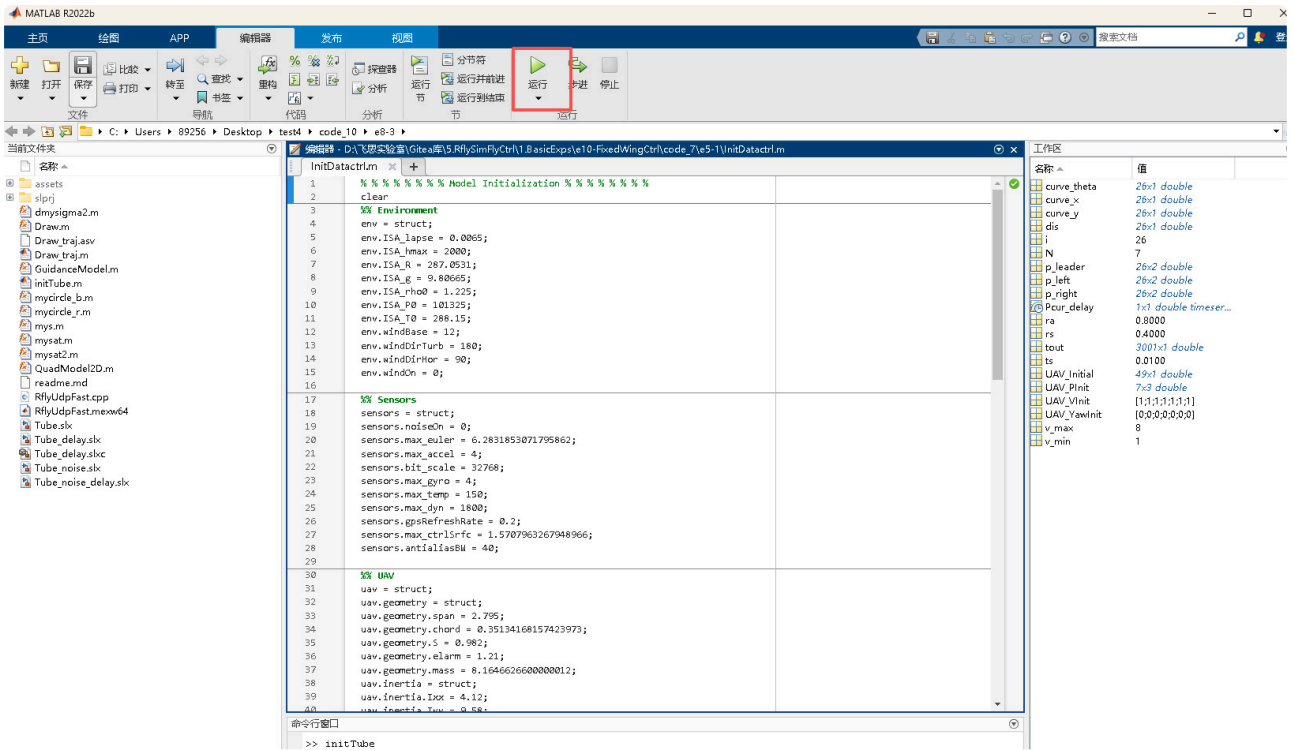 MATLAB R2022b
主页 绘图 APP 编辑器 发布 视图 搜索文档 登
新建 打开 保存 比较 打印 转至 查找 书签 重构 探查器 分析 运行节 分节符 运行并前进 运行到结束 运行 步进 停止
文件 导航 代码 分析 节 运行
C: Users 89256 Desktop test4 code_10 e8-3
当前文件夹
名称
assets
slprj
dmysigma2.m
Draw.m
Draw_traj.asv
Draw_traj.m
GuidanceModel.m
initTube.m
mycircle_b.m
mycircle_r.m
mys.m
mysat.m
mysat2.m
QuadModel2D.m
readme.md
RflyUdpFast.cpp
RflyUdpFast.mexw64
Tube.slx
Tube_delay.slx
Tube_delay.slxc
Tube_noise.slx
Tube_noise_delay.slx
编辑器 - D:\飞思实验室\Gitea库\5.RflySimFlyCtrl\1.BasicExps\e10-FixedWingCtrl\code_7\e5-1\InitDatactrl.m
InitDatactrl.m
1 % % % % % % % % Model Initialization % % % % % % % %
2 clear
3 %% Environment
4 env = struct;
5 env.ISA_lapse = 0.0065;
6 env.ISA_hmax = 2000;
7 env.ISA_R = 287.0531;
8 env.ISA_g = 9.80665;
9 env.ISA_rho0 = 1.225;
10 env.ISA_P0 = 101325;
11 env.ISA_T0 = 288.15;
12 env.windBase = 12;
13 env.windDirTurb = 180;
14 env.windDirHor = 90;
15 env.windOn = 0;
16
17 %% Sensors
18 sensors = struct;
19 sensors.noiseOn = 0;
20 sensors.max_euler = 6.2831853071795862;
21 sensors.max_accel = 4;
22 sensors.bit_scale = 32768;
23 sensors.max_gyro = 4;
24 sensors.max_temp = 150;
25 sensors.max_dyn = 1800;
26 sensors.gpsRefreshRate = 0.2;
27 sensors.max_ctrlSrfc = 1.5707963267948966;
28 sensors.antialiasBW = 40;
29
30 %% UAV
31 uav = struct;
32 uav.geometry = struct;
33 uav.geometry.span = 2.795;
34 uav.geometry.chord = 0.35134168157423973;
35 uav.geometry.S = 0.982;
36 uav.geometry.elarm = 1.21;
37 uav.geometry.mass = 8.1646626600000012;
38 uav.inertia = struct;
39 uav.inertia.Ixx = 4.12;
40 uav.inertia.Iyy = 9.58;
命令行窗口
>> initTube
工作区
名称 值
curve_theta 26x1 double
curve_x 26x1 double
curve_y 26x1 double
dis 26x1 double
i 26
N 7
p_leader 26x2 double
p_left 26x2 double
p_right 26x2 double
Pcur_delay 1x1 double timeser...
ra 0.8000
rs 0.4000
tout 3001x1 double
ts 0.0100
UAV_Initial 49x1 double
UAV_PInit 7x3 double
UAV_VInit [1;1;1;1;1;1;1]
UAV_YawInit [0;0;0;0;0;0;0]
v_max 8
v_min 1